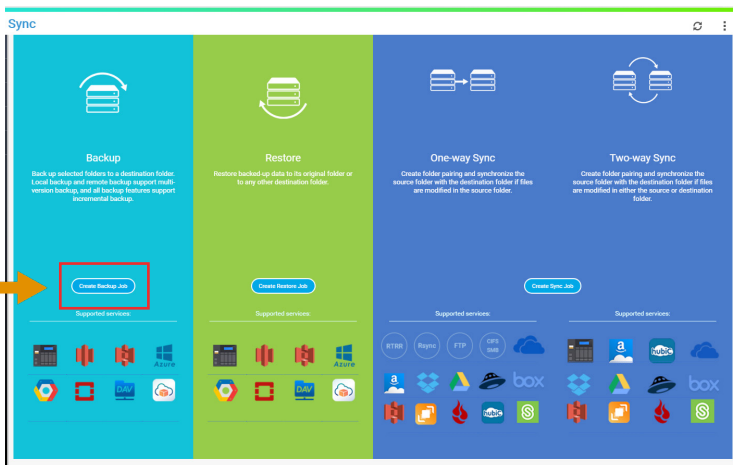 Sync
Backup
Back up selected folders to a destination folder.
Local backup and remote backup support multi-
version backup, and all backup features support
incremental backup.
Create Backup Job
Supported services:
Azure
DAV
Restore
Restore backed-up data to its original folder or
to any other destination folder.
Create Restore Job
Supported services:
Azure
DAV
One-way Sync
Create folder pairing and synchronize the
source folder with the destination folder if files
are modified in the source folder.
Two-way Sync
Create folder pairing and synchronize the
source folder with the destination folder if files
are modified in either the source or destination
folder.
Create Sync Job
Supported services:
RTRR
Rsync
FTP
CIFS
SMB
a
box
hubiC
Supported services:
a
hubiC
box